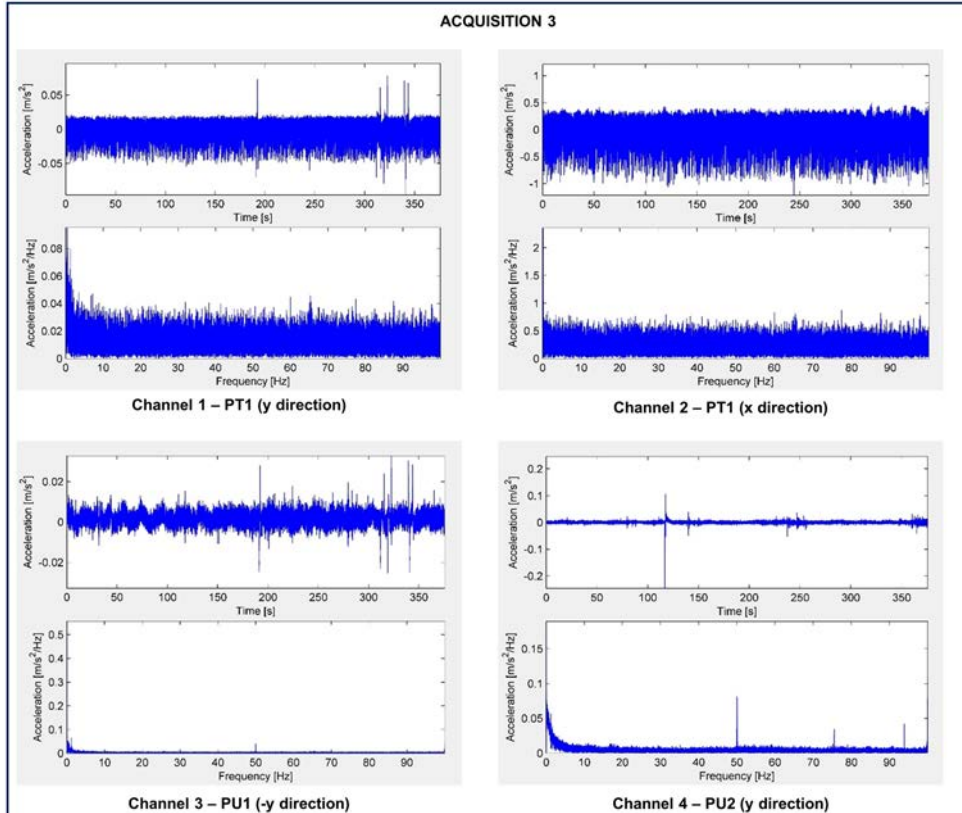 ACQUISITION 3
Acceleration [m/s²]
0.05
0
-0.05
0 50 100 150 200 250 300 350
Time [s]
Acceleration [m/s²/Hz]
0.08
0.06
0.04
0.02
0
0 10 20 30 40 50 60 70 80 90
Frequency [Hz]
Channel 1 – PT1 (y direction)
Acceleration [m/s²]
1
0.5
0
-0.5
-1
0 50 100 150 200 250 300 350
Time [s]
Acceleration [m/s²/Hz]
2
1.5
1
0.5
0
0 10 20 30 40 50 60 70 80 90
Frequency [Hz]
Channel 2 – PT1 (x direction)
Acceleration [m/s²]
0.02
0
-0.02
0 50 100 150 200 250 300 350
Time [s]
Acceleration [m/s²/Hz]
0.5
0.4
0.3
0.2
0.1
0
0 10 20 30 40 50 60 70 80 90
Frequency [Hz]
Channel 3 – PU1 (-y direction)
Acceleration [m/s²]
0.2
0.1
0
-0.1
-0.2
0 50 100 150 200 250 300 350
Time [s]
Acceleration [m/s²/Hz]
0.15
0.1
0.05
0
0 10 20 30 40 50 60 70 80 90
Frequency [Hz]
Channel 4 – PU2 (y direction)